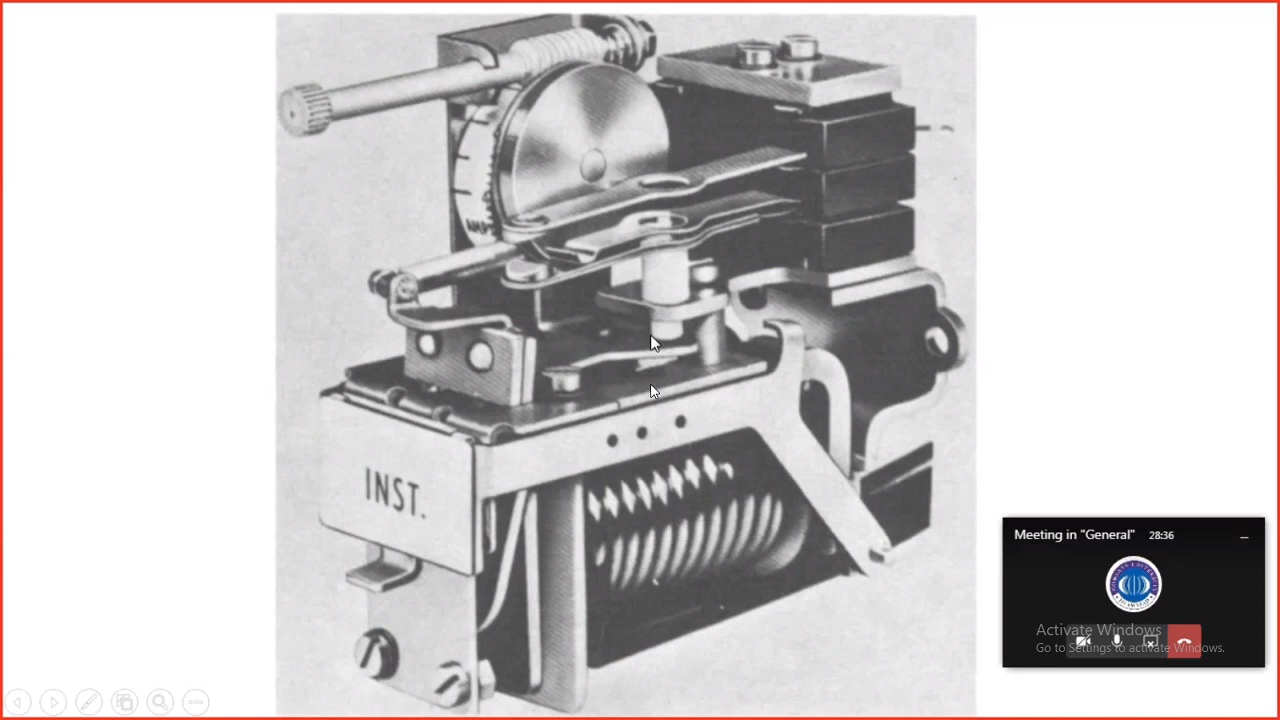 INST.
Meeting in "General" 28:36
Activate Windows
Go to Settings to activate Windows.